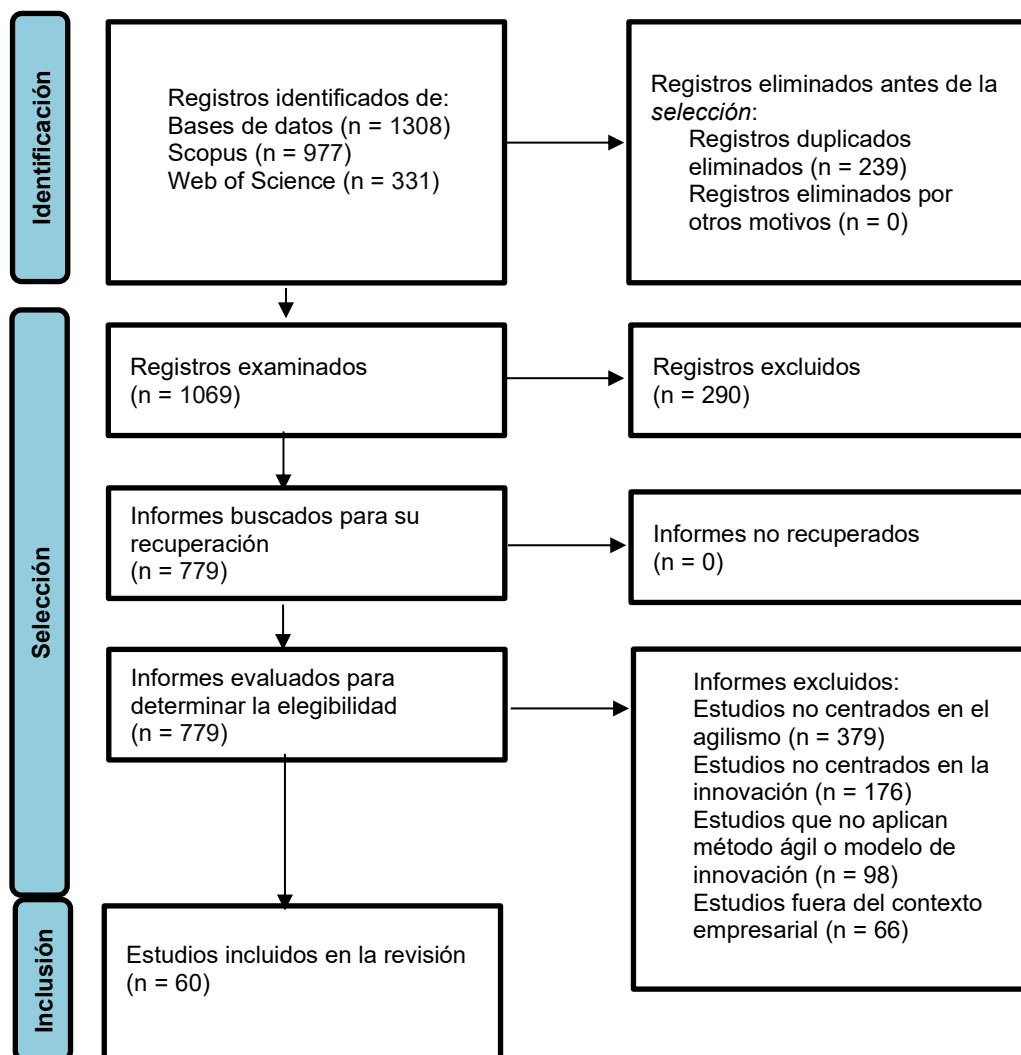 Identificación
Registros identificados de:
Bases de datos (n = 1308)
Scopus (n = 977)
Web of Science (n = 331)
Registros eliminados antes de la
selección:
Registros duplicados
eliminados (n = 239)
Registros eliminados por
otros motivos (n = 0)
Selección
Registros examinados
(n = 1069)
Registros excluidos
(n = 290)
Informes buscados para su
recuperación
(n = 779)
Informes no recuperados
(n = 0)
Informes evaluados para
determinar la elegibilidad
(n = 779)
Informes excluidos:
Estudios no centrados en el
agilismo (n = 379)
Estudios no centrados en la
innovación (n = 176)
Estudios que no aplican
método ágil o modelo de
innovación (n = 98)
Estudios fuera del contexto
empresarial (n = 66)
Inclusión
Estudios incluidos en la revisión
(n = 60)